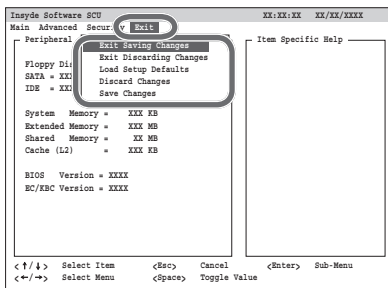 Insyde Software SCU XX:XX:XX XX/XX/XXXX
Main Advanced Secur y Exit
Peripheral
Item Specific Help
Exit Saving Changes
Exit Discarding Changes
Load Setup Defaults
Discard Changes
Save Changes
Floppy Di
SATA = XX
IDE = XXX
System Memory = XXX KB
Extended Memory = XXX MB
Shared Memory = XX MB
Cache (L2) = XXX KB
BIOS Version = XXXX
EC/KBC Version = XXXX
<↑/↓> Select Item <Esc> Cancel <Enter> Sub-Menu
<←/→> Select Menu <Space> Toggle Value